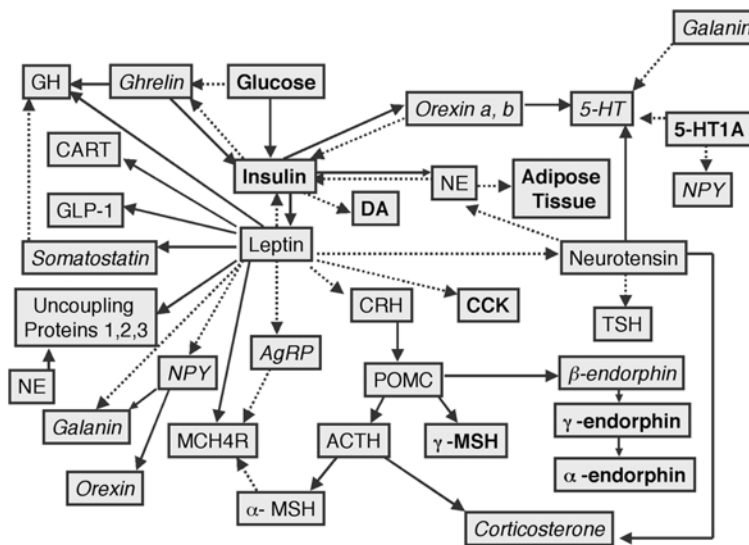 Galanin
GH
Ghrelin
Glucose
Orexin a, b
5-HT
5-HT1A
CART
Insulin
NE
Adipose
Tissue
NPY
GLP-1
DA
Somatostatin
Leptin
Neurotensin
Uncoupling
Proteins 1,2,3
CRH
CCK
TSH
NE
NPY
AgRP
POMC
β-endorphin
Galanin
MCH4R
ACTH
γ-MSH
γ-endorphin
Orexin
α- MSH
α-endorphin
Corticosterone